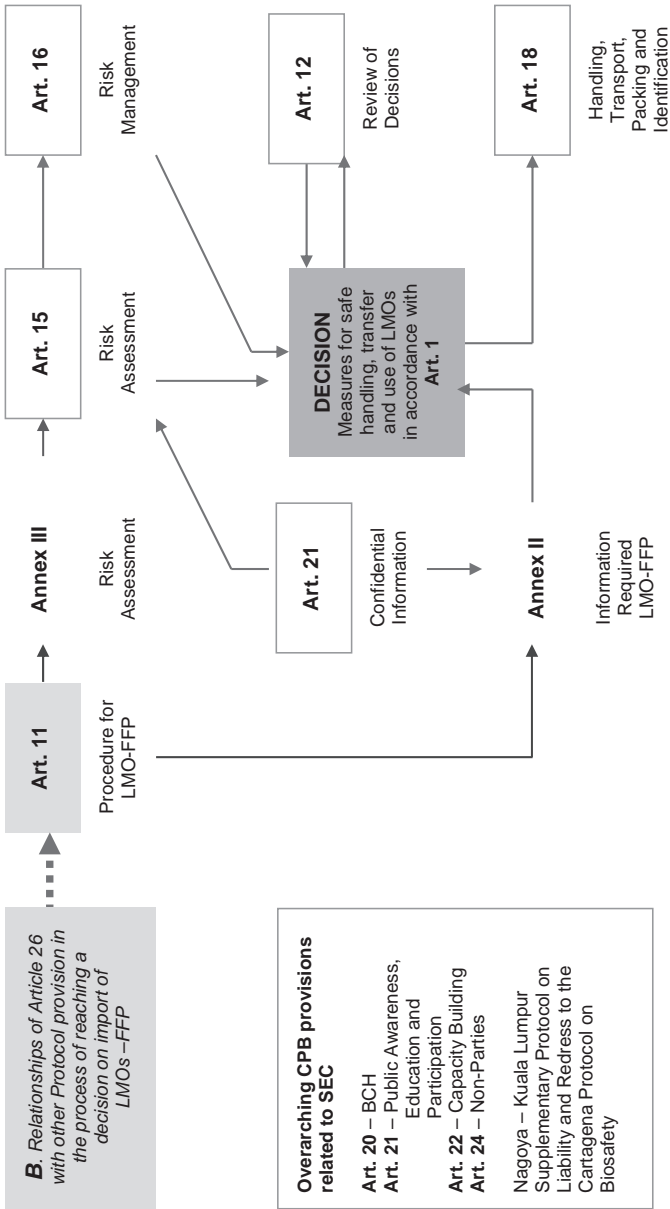 B. Relationships of Article 26
with other Protocol provision in
the process of reaching a
decision on import of
LMOs –FFP
Art. 11
Procedure for
LMO-FFP
Annex III
Risk
Assessment
Art. 15
Risk
Assessment
Art. 16
Risk
Management
Art. 21
Confidential
Information
DECISION
Measures for safe
handling, transfer
and use of LMOs
in accordance with
Art. 1
Art. 12
Review of
Decisions
Annex II
Information
Required
LMO-FFP
Art. 18
Handling,
Transport,
Packing and
Identification
Overarching CPB provisions
related to SEC
Art. 20 – BCH
Art. 21 – Public Awareness,
Education and
Participation
Art. 22 – Capacity Building
Art. 24 – Non-Parties
Nagoya – Kuala Lumpur
Supplementary Protocol on
Liability and Redress to the
Cartagena Protocol on
Biosafety